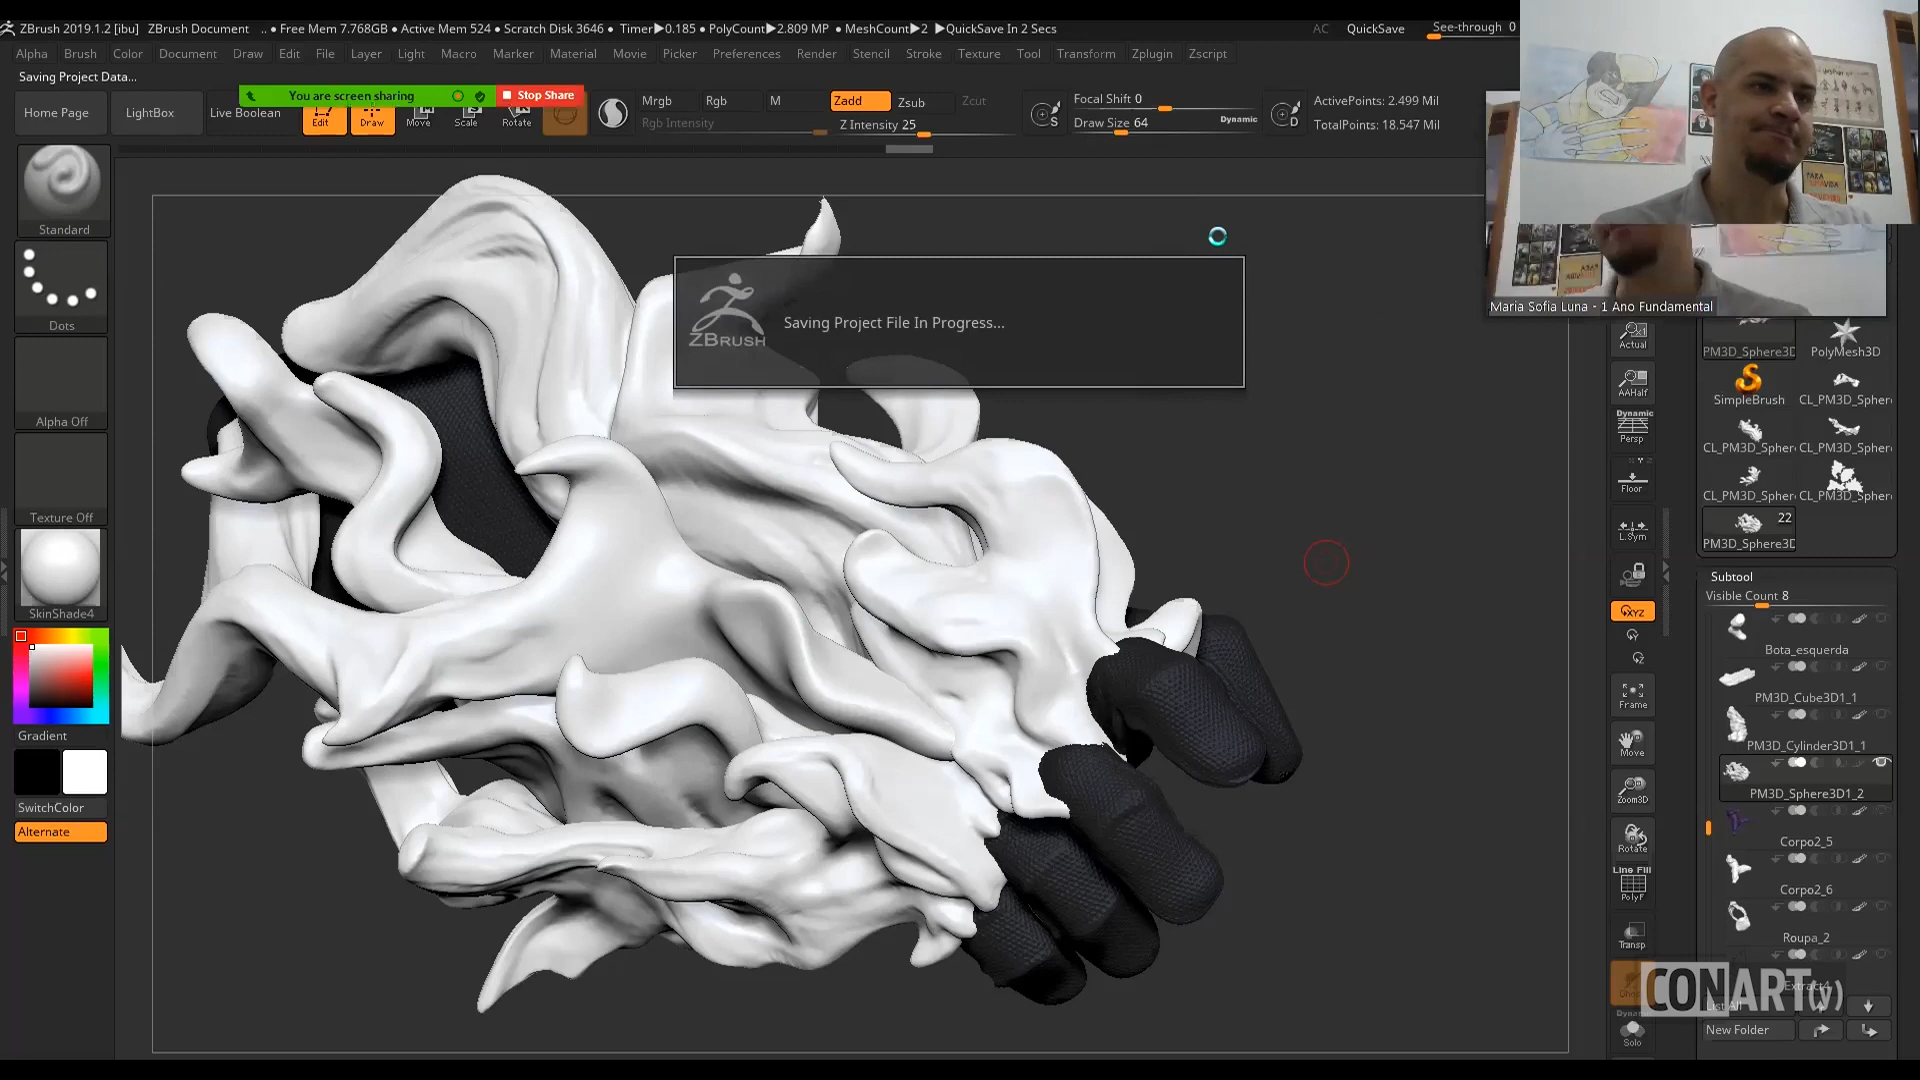 ZBrush 2019.1.2 [ibu] ZBrush Document .. ● Free Mem 7.768GB ● Active Mem 524 ● Scratch Disk 3646 ● Timer▶0.185 ● PolyCount▶2.809 MP ● MeshCount▶2 ▶QuickSave In 2 Secs AC QuickSave See-through 0
Alpha Brush Color Document Draw Edit File Layer Light Macro Marker Material Movie Picker Preferences Render Stencil Stroke Texture Tool Transform Zplugin Zscript
Saving Project Data...
You are screen sharing Stop Share
Home Page LightBox Live Boolean Edit Draw Move Scale Rotate
Mrgb Rgb M Zadd Zsub Zcut
Rgb Intensity Z Intensity 25
S Focal Shift 0
Draw Size 64 Dynamic D
ActivePoints: 2.499 Mil
TotalPoints: 18.547 Mil
Standard
Dots
Alpha Off
Texture Off
SkinShade4
Gradient
SwitchColor
Alternate
ZBRUSH
Saving Project File In Progress...
PARA
VIDA
Maria Sofia Luna - 1 Ano Fundamental
Actual
AAHalf
Dynamic
Persp
Floor
L.Sym
XYZ
Frame
Move
Zoom3D
Rotate
Line Fill
PolyF
Transp
Dynamic
Solo
PM3D_Sphere3D PolyMesh3D
SimpleBrush CL_PM3D_Spher
CL_PM3D_Spher CL_PM3D_Spher
CL_PM3D_Spher CL_PM3D_Spher
22
PM3D_Sphere3D
Subtool
Visible Count 8
Bota_esquerda
PM3D_Cube3D1_1
PM3D_Cylinder3D1_1
PM3D_Sphere3D1_2
Corpo2_5
Corpo2_6
Roupa_2
Extract4
CONART(y)
List All
New Folder